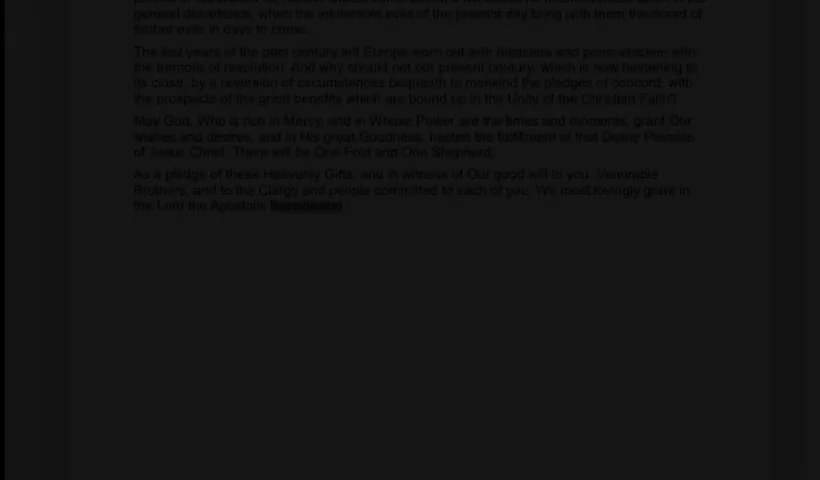 general decadence, when the intolerable evils of the present day bring with them the dread of
further evils in days to come.
The last years of the past century left Europe worn out with disasters and panic-stricken with
the turmoils of revolution. And why should not our present century, which is now hastening to
its close, by a reversion of circumstances bequeath to mankind the pledges of concord, with
the prospects of the great benefits which are bound up in the Unity of the Christian Faith?
May God, Who is rich in Mercy, and in Whose Power are the times and moments, grant Our
wishes and desires, and in His great Goodness, hasten the fulfillment of that Divine Promise
of Jesus Christ: There will be One Fold and One Shepherd.
As a pledge of these Heavenly Gifts, and in witness of Our good will to you, Venerable
Brothers, and to the Clergy and people committed to each of you, We most lovingly grant in
the Lord the Apostolic Benediction